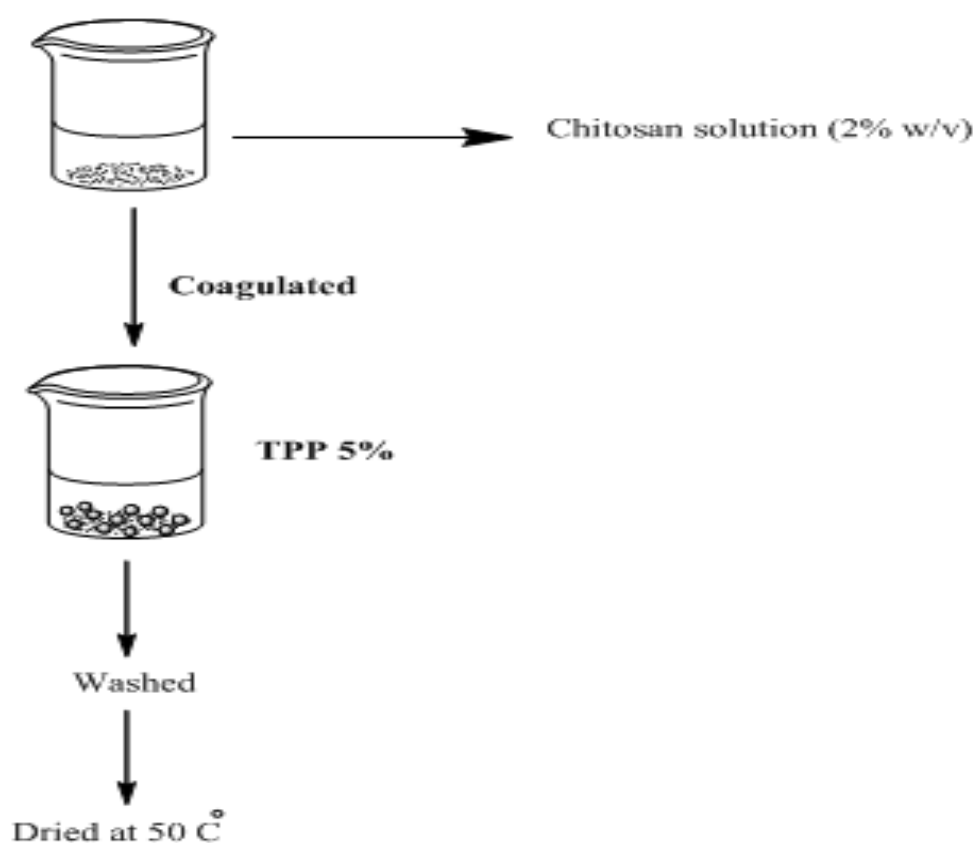 Chitosan solution (2% w/v)
Coagulated
TPP 5%
Washed
Dried at 50 C°